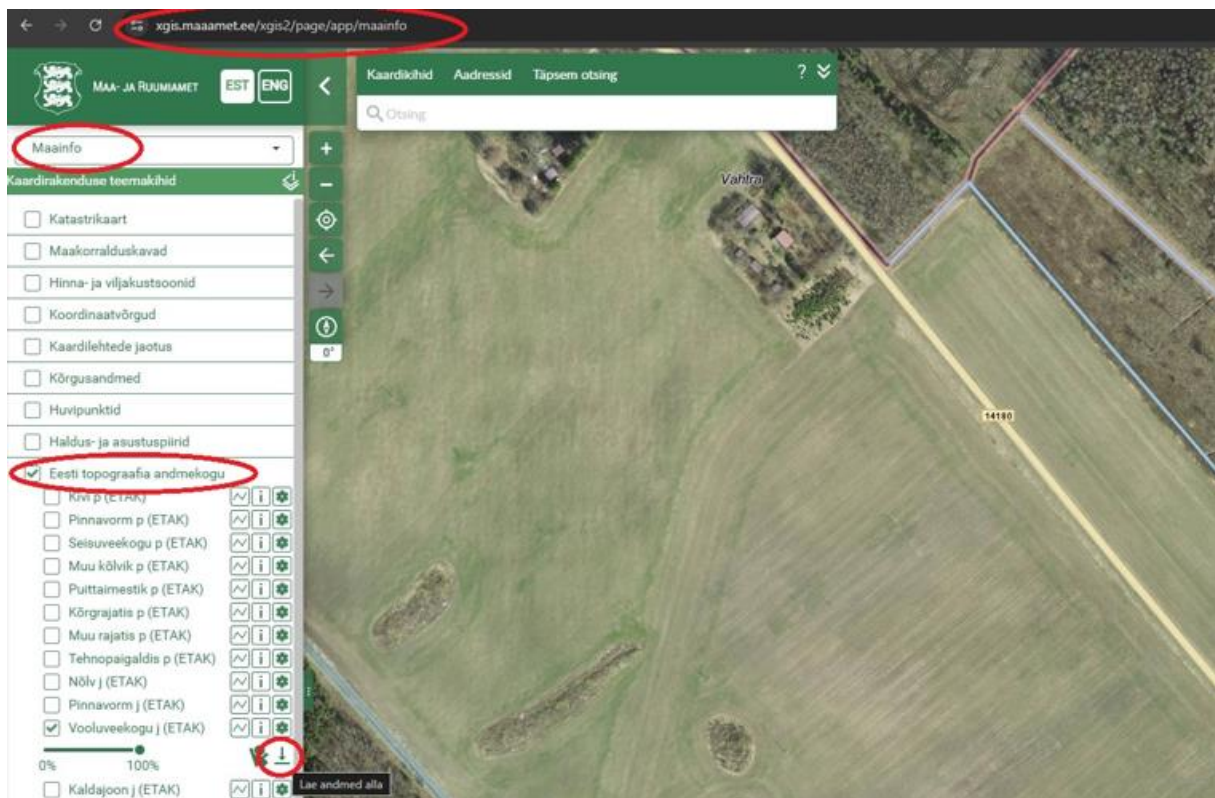 xgis.maaamet.ee/xgis2/page/app/maainfo
MAA- JA RUUMIAMET
EST ENG
Kaardikihid Aadressid Täpsem otsing ?
Otsing
Maainfo
Kaardirakenduse teemakihid
Katastrikaart
Maakorralduskavad
Hinna- ja viljakustsoonid
Koordinaatvõrgud
Kaardilehtede jaotus
Kõrgusandmed
Huvipunktid
Haldus- ja asustuspiirid
Eesti topograafia andmekogu
Kivi p (ETAK)
Pinnavorm p (ETAK)
Seisuveekogu p (ETAK)
Muu kõlvik p (ETAK)
Puittaimestik p (ETAK)
Kõrgrajatis p (ETAK)
Muu rajatis p (ETAK)
Tehnopaigaldis p (ETAK)
Nõlv j (ETAK)
Pinnavorm j (ETAK)
Vooluveekogu j (ETAK)
0% 100%
Lae andmed alla
Kaldajoon j (ETAK)
0°
Vahtra
14180